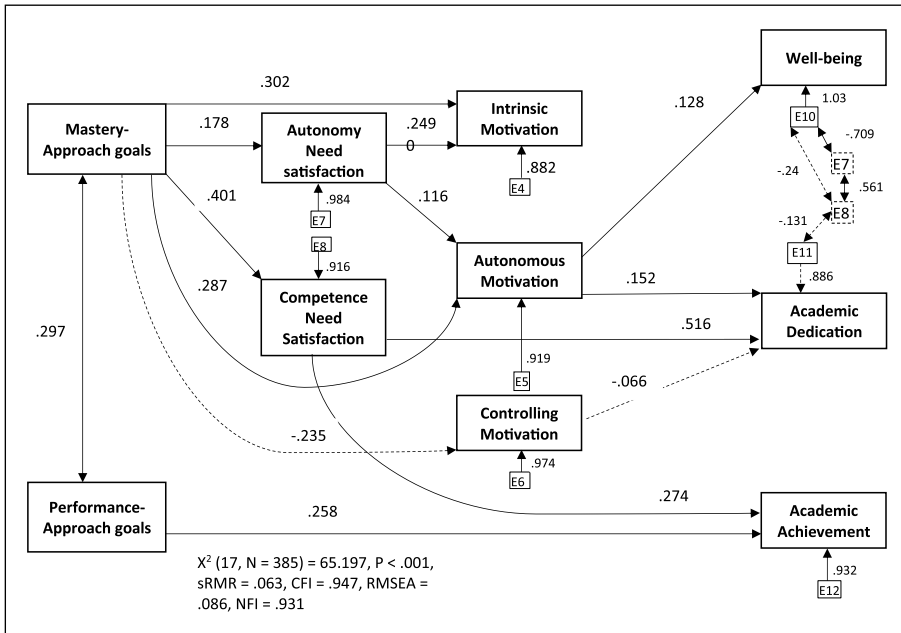 Well-being
.302
.128
1.03
E10
Mastery-
Approach goals
.178
Autonomy
Need
satisfaction
.249
0
Intrinsic
Motivation
-.709
E7
-.24
.561
E8
.882
E4
.401
.984
E7
.116
-.131
E8
.916
E11
.886
.287
Competence
Need
Satisfaction
Autonomous
Motivation
.152
Academic
Dedication
.297
.516
.919
E5
-.066
Controlling
Motivation
-.235
.974
E6
Performance-
Approach goals
.258
.274
Academic
Achievement
X² (17, N = 385) = 65.197, P < .001,
sRMR = .063, CFI = .947, RMSEA =
.086, NFI = .931
.932
E12